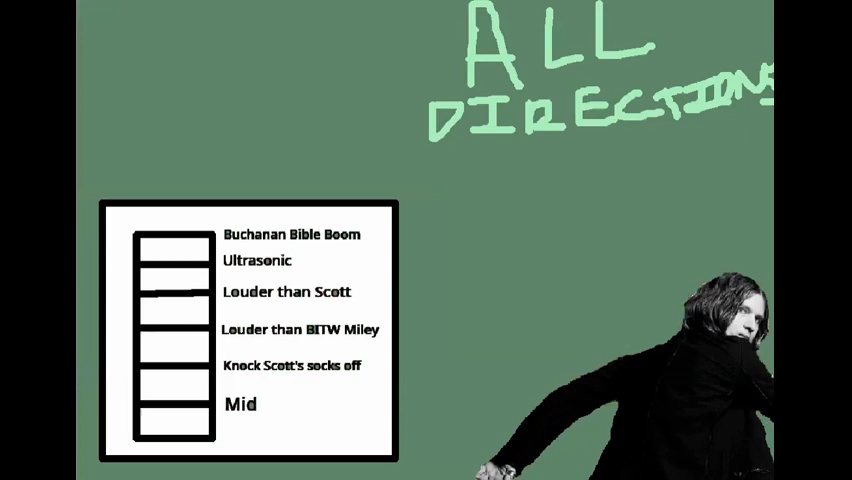 ALL
DIRECTIONS
Buchanan Bible Boom
Ultrasonic
Louder than Scott
Louder than BITW Miley
Knock Scott's socks off
Mid